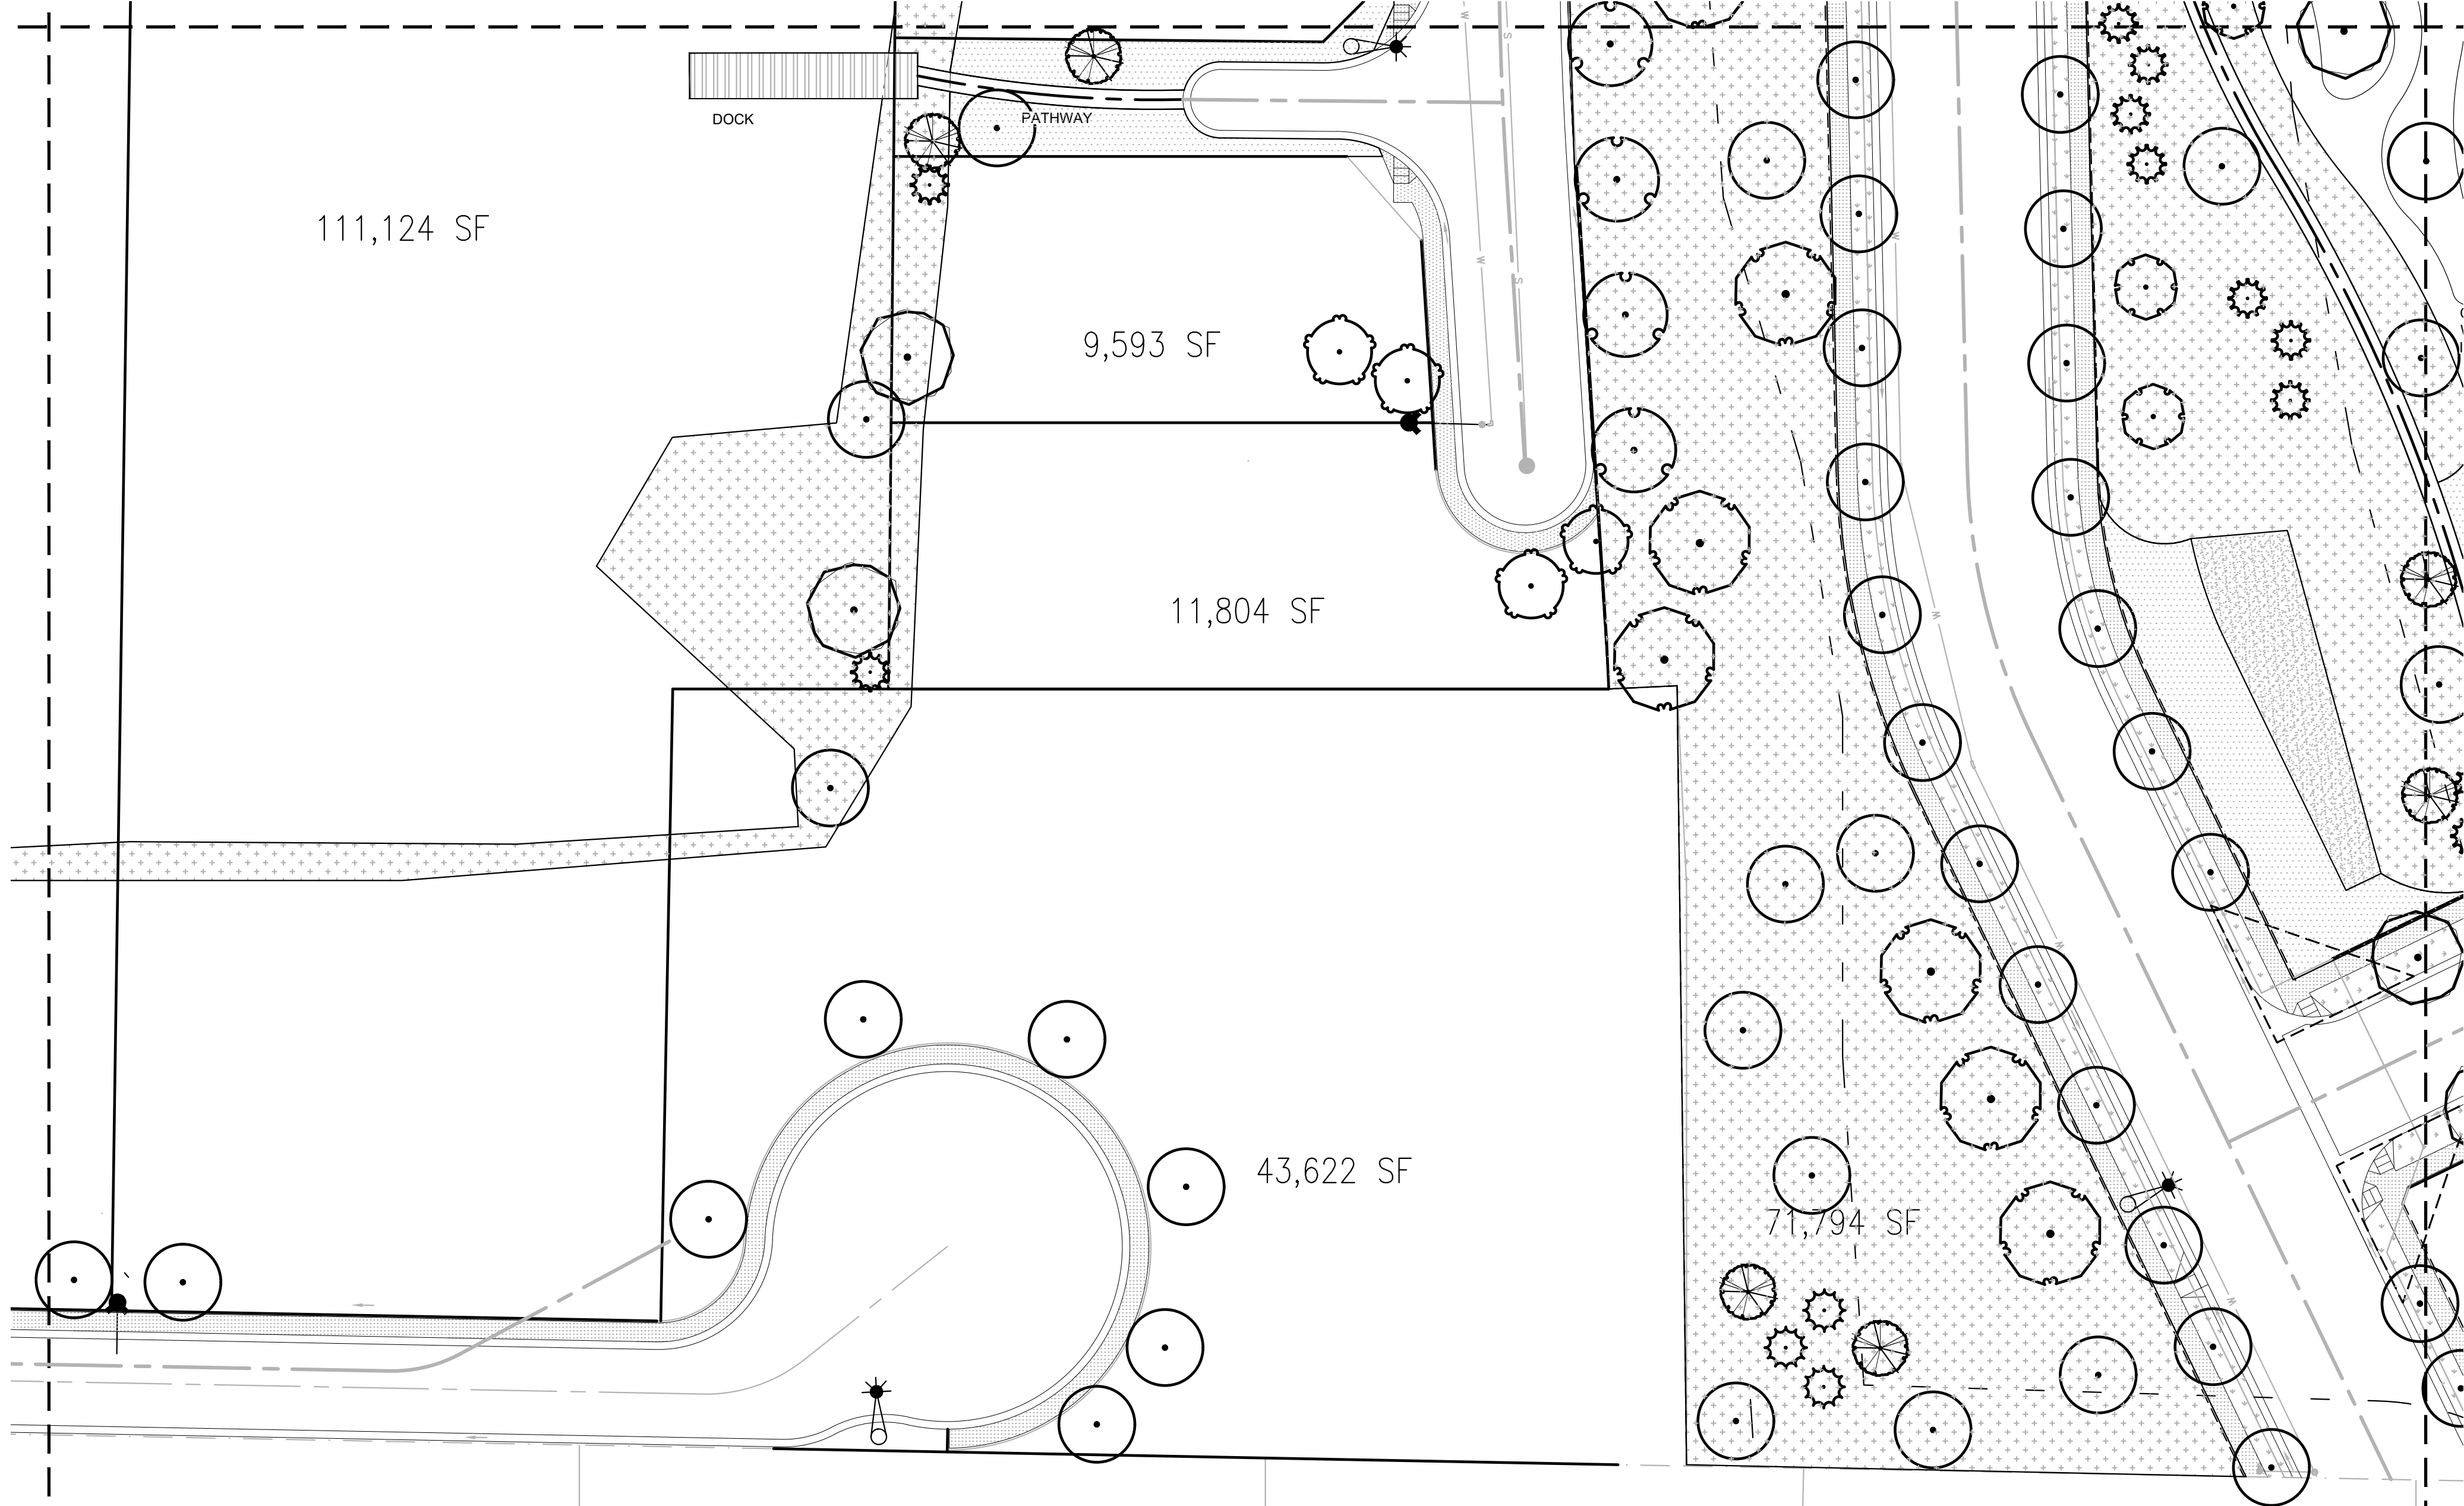 W
S
DOCK
PATHWAY
111,124 SF
W
W
S
9,593 SF
11,804 SF
W
W
43,622 SF
71,794 SF
W